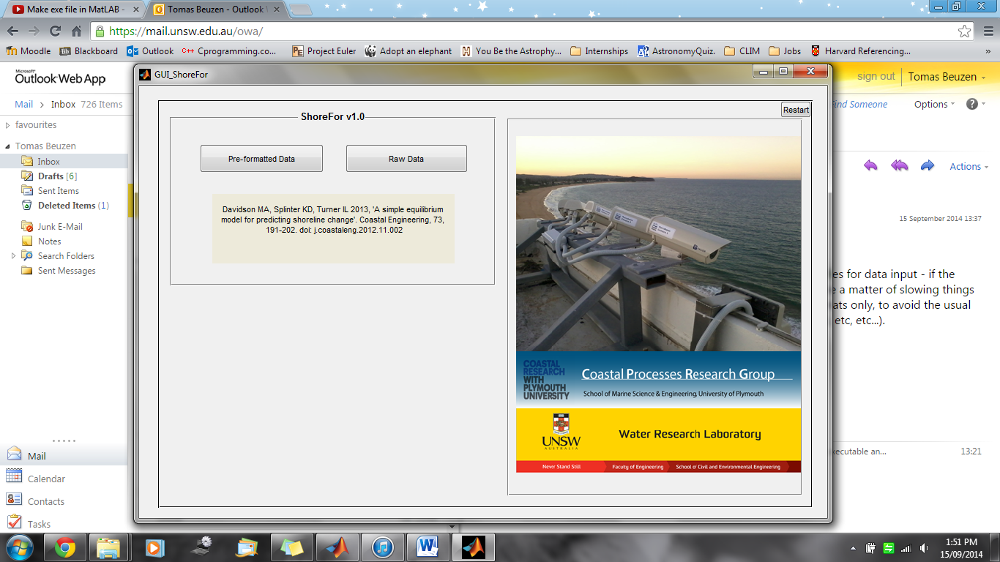 Make exe file in MatLAB -
Tomas Beuzen - Outlook
https://mail.unsw.edu.au/owa/
Moodle
Blackboard
Outlook
Cprogramming.co...
Project Euler
Adopt an elephant
You Be the Astrophy...
Internships
AstronomyQuiz.
CLIM
Jobs
Harvard Referencing...
»
Microsoft
Outlook Web App
sign out
Tomas Beuzen
Mail > Inbox 726 Items
Find Someone
Options
favourites
Tomas Beuzen
Inbox
Drafts [6]
Sent Items
Deleted Items (1)
Junk E-Mail
Notes
Search Folders
Sent Messages
Mail
Calendar
Contacts
Tasks
GUI_ShoreFor
Restart
ShoreFor v1.0
Pre-formatted Data
Raw Data
Davidson MA, Splinter KD, Turner IL 2013, 'A simple equilibrium
model for predicting shoreline change'. Coastal Engineering, 73,
191-202. doi: j.coastaleng.2012.11.002
COASTAL
RESEARCH
WITH
PLYMOUTH
UNIVERSITY
Coastal Processes Research Group
School of Marine Science & Engineering, University of Plymouth
UNSW
AUSTRALIA
Water Research Laboratory
Never Stand Still
Faculty of Engineering
School of Civil and Environmental Engineering
Actions
15 September 2014 13:37
es for data input - if the
e a matter of slowing things
ats only, to avoid the usual
etc, etc...).
xecutable an...
13:21
1:51 PM
15/09/2014